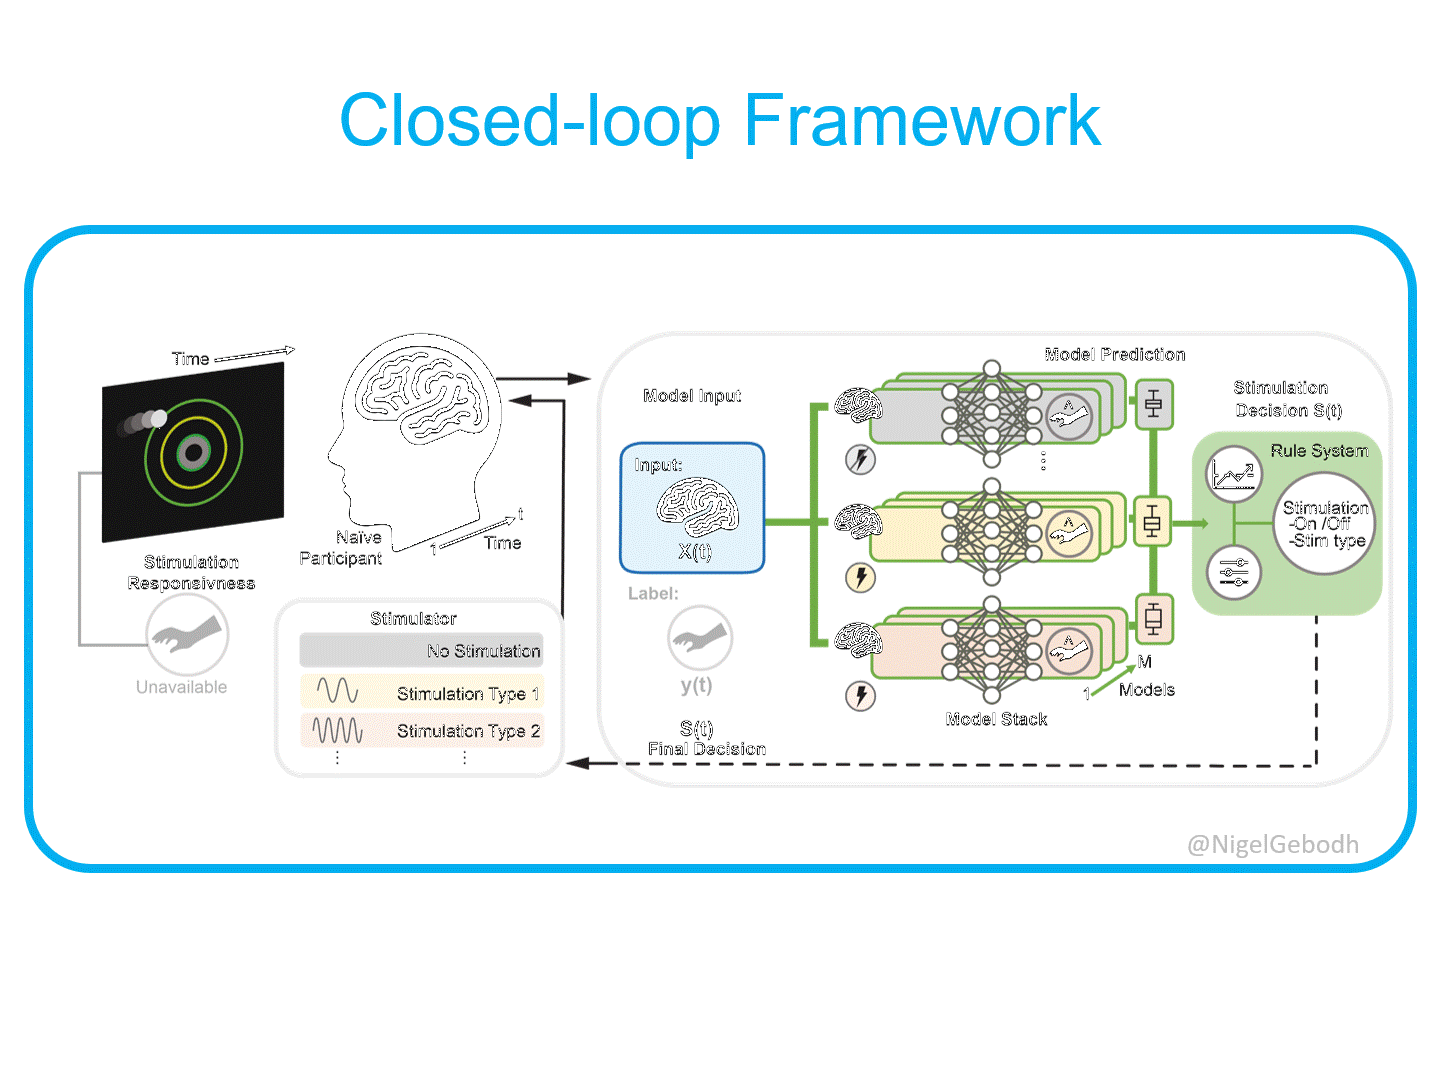 Closed-loop Framework
Time
Stimulation
Responsivness
Unavailable
Naïve
Participant
1
t
Time
Stimulator
No Stimulation
Stimulation Type 1
Stimulation Type 2
Model Input
Input:
X(t)
Label:
y(t)
S(t)
Final Decision
Model Prediction
Model Stack
1
M
Models
Stimulation
Decision S(t)
Rule System
Stimulation
-On /Off
-Stim type
@NigelGebodh